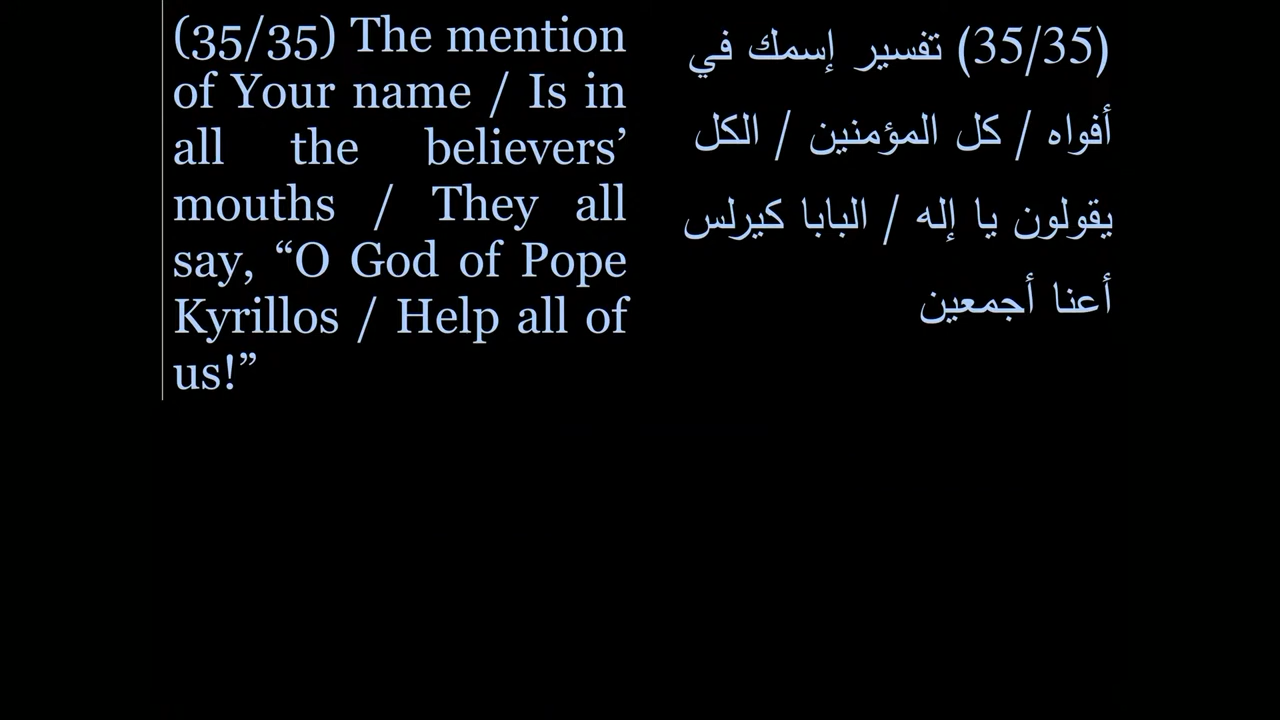 (35/35) The mention
of Your name / Is in
all the believers’
mouths / They all
say, “O God of Pope
Kyrillos / Help all of
us!”
(35/35) تفسير إسمك في
أفواه / كل المؤمنين / الكل
يقولون يا إله / البابا كيرلس
أعنا أجمعين